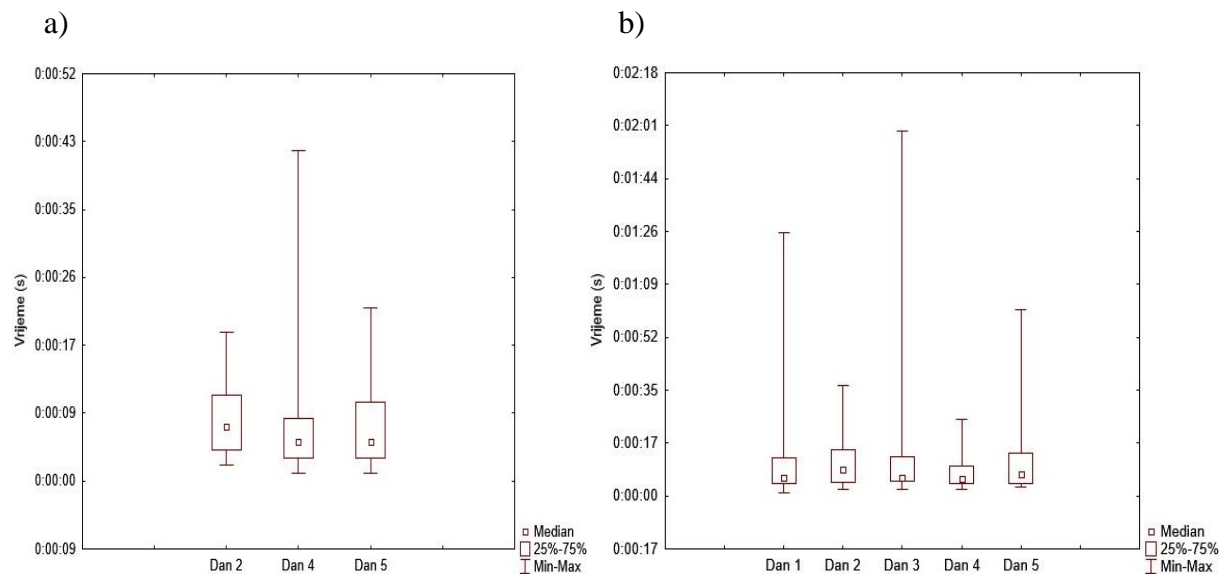 a)
0:00:52
0:00:43
0:00:35
0:00:26
0:00:17
0:00:09
0:00:00
0:00:09
Vrijeme (s)
Dan 2 Dan 4 Dan 5
Median
25%-75%
Min-Max
b)
0:02:18
0:02:01
0:01:44
0:01:26
0:01:09
0:00:52
0:00:35
0:00:17
0:00:00
0:00:17
Vrijeme (s)
Dan 1 Dan 2 Dan 3 Dan 4 Dan 5
Median
25%-75%
Min-Max